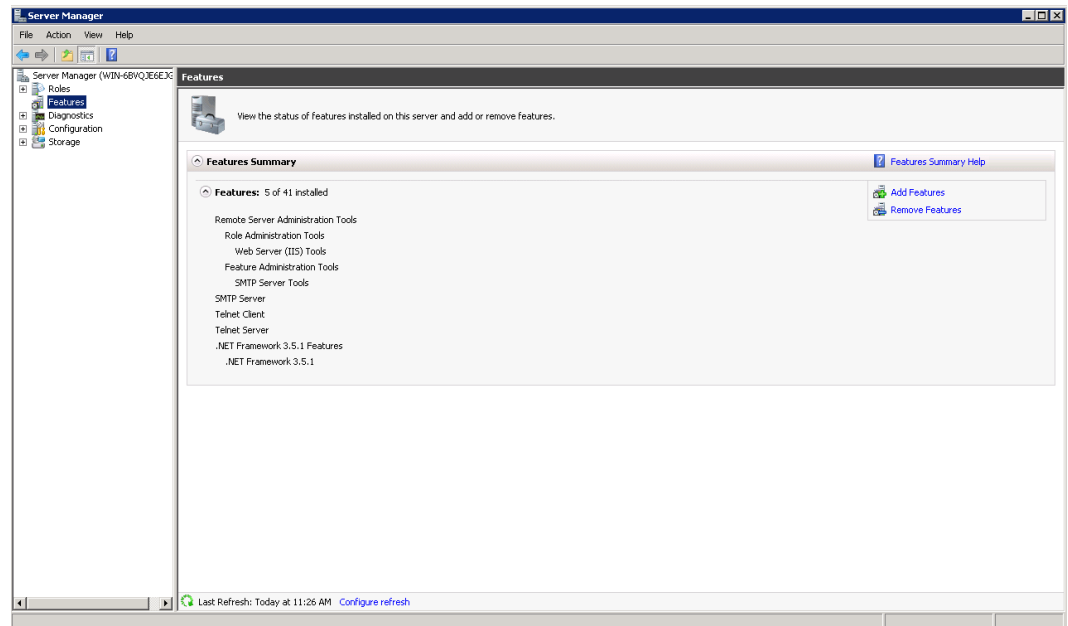 Server Manager
File Action View Help
Server Manager (WIN-6BVQJE6EJG
Roles
Features
Diagnostics
Configuration
Storage
Features
View the status of features installed on this server and add or remove features.
Features Summary
Features Summary Help
Features: 5 of 41 installed
Add Features
Remove Features
Remote Server Administration Tools
Role Administration Tools
Web Server (IIS) Tools
Feature Administration Tools
SMTP Server Tools
SMTP Server
Telnet Client
Telnet Server
.NET Framework 3.5.1 Features
.NET Framework 3.5.1
Last Refresh: Today at 11:26 AM Configure refresh